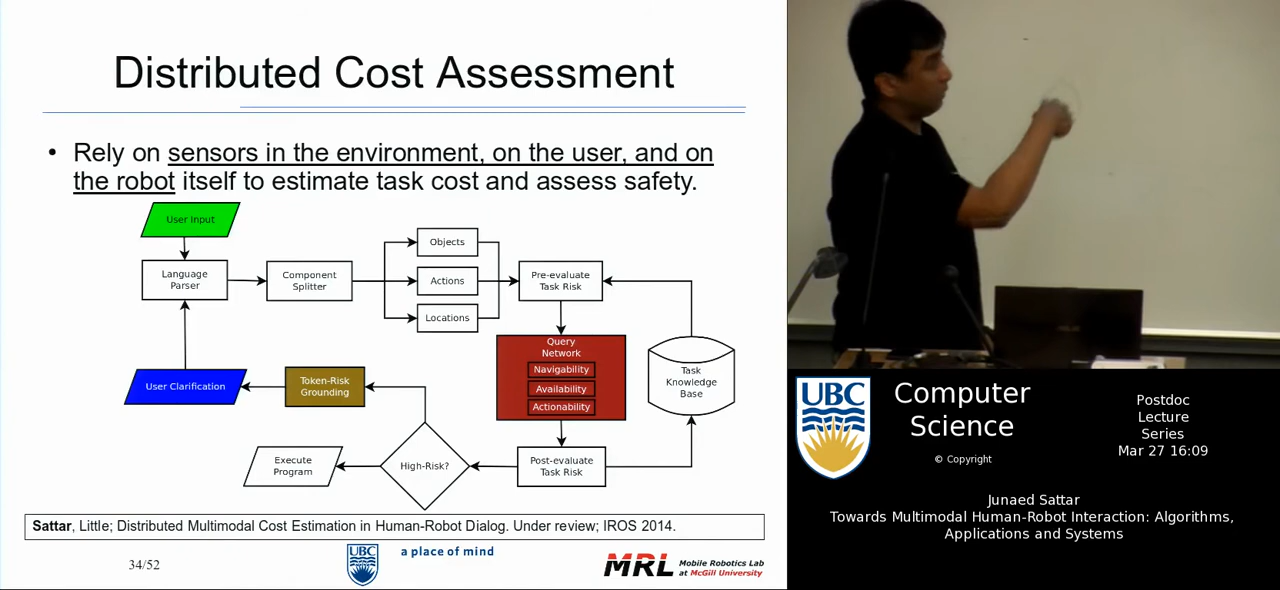 Distributed Cost Assessment
• Rely on sensors in the environment, on the user, and on
the robot itself to estimate task cost and assess safety.
User Input
Language
Parser
Component
Splitter
Objects
Actions
Locations
Pre-evaluate
Task Risk
Query
Network
Navigability
Availability
Actionability
Task
Knowledge
Base
Post-evaluate
Task Risk
High-Risk?
Token-Risk
Grounding
User Clarification
Execute
Program
Sattar, Little; Distributed Multimodal Cost Estimation in Human-Robot Dialog. Under review; IROS 2014.
34/52
UBC
a place of mind
MRL
Mobile Robotics Lab
at McGill University
UBC
Computer
Science
© Copyright
Postdoc
Lecture
Series
Mar 27 16:09
Junaed Sattar
Towards Multimodal Human-Robot Interaction: Algorithms,
Applications and Systems